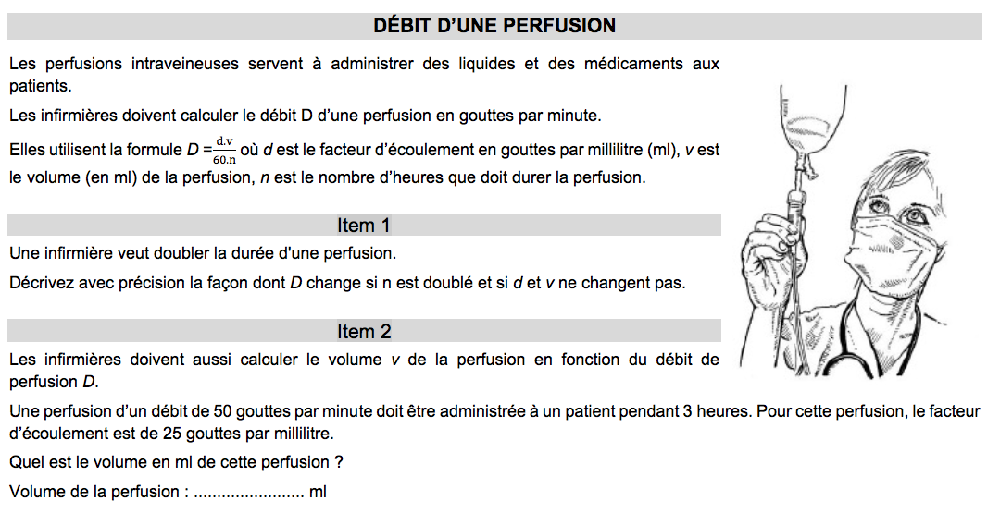 DÉBIT D’UNE PERFUSION
Les perfusions intraveineuses servent à administrer des liquides et des médicaments aux
patients.
Les infirmières doivent calculer le débit D d’une perfusion en gouttes par minute.
Elles utilisent la formule D = d.v / 60.n où d est le facteur d’écoulement en gouttes par millilitre (ml), v est
le volume (en ml) de la perfusion, n est le nombre d’heures que doit durer la perfusion.
Item 1
Une infirmière veut doubler la durée d'une perfusion.
Décrivez avec précision la façon dont D change si n est doublé et si d et v ne changent pas.
Item 2
Les infirmières doivent aussi calculer le volume v de la perfusion en fonction du débit de
perfusion D.
Une perfusion d’un débit de 50 gouttes par minute doit être administrée à un patient pendant 3 heures. Pour cette perfusion, le facteur
d’écoulement est de 25 gouttes par millilitre.
Quel est le volume en ml de cette perfusion ?
Volume de la perfusion : ........................ ml